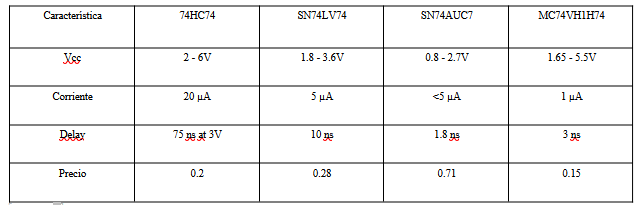 Caracteristica 74HC74 SN74LV74 SN74AUC7 MC74VH1H74
Vcc 2 - 6V 1.8 - 3.6V 0.8 - 2.7V 1.65 - 5.5V
Corriente 20 µA 5 µA <5 µA 1 µA
Delay 75 ns at 3V 10 ns 1.8 ns 3 ns
Precio 0.2 0.28 0.71 0.15